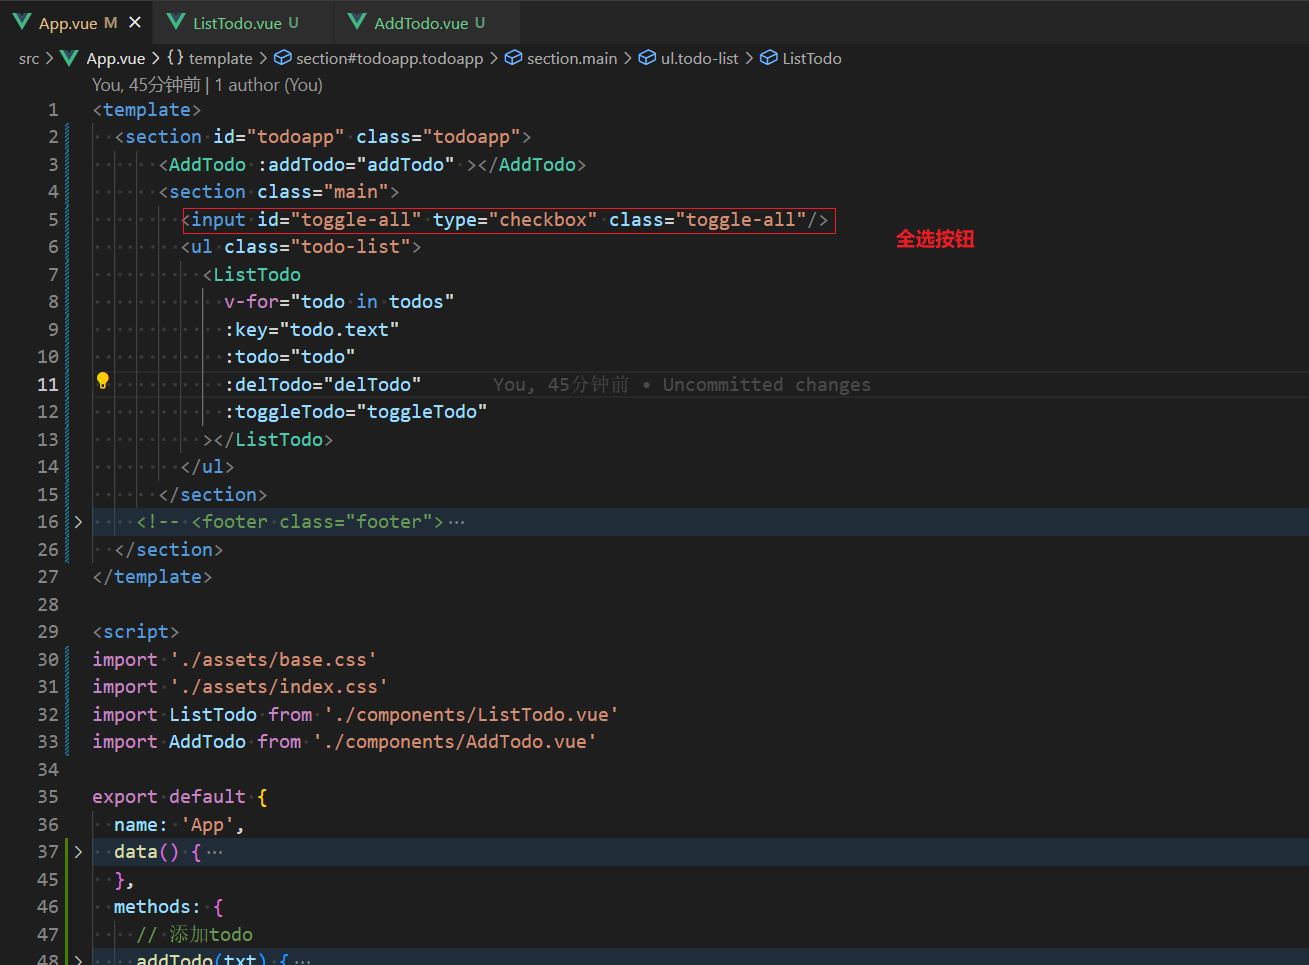 App.vue M ListTodo.vue U AddTodo.vue U
src > App.vue > {} template > section#todoapp.todoapp > section.main > ul.todo-list > ListTodo
You, 45分钟前 | 1 author (You)
1 <template>
2 <section id="todoapp" class="todoapp">
3 <AddTodo :addTodo="addTodo" ></AddTodo>
4 <section class="main">
5 <input id="toggle-all" type="checkbox" class="toggle-all"/>
全选按钮
6 <ul class="todo-list">
7 <ListTodo
8 v-for="todo in todos"
9 :key="todo.text"
10 :todo="todo"
11 :delTodo="delTodo" You, 45分钟前 • Uncommitted changes
12 :toggleTodo="toggleTodo"
13 ></ListTodo>
14 </ul>
15 </section>
16 > <!-- <footer class="footer"> ⋯
26 </section>
27 </template>
28
29 <script>
30 import './assets/base.css'
31 import './assets/index.css'
32 import ListTodo from './components/ListTodo.vue'
33 import AddTodo from './components/AddTodo.vue'
34
35 export default {
36 name: 'App',
37 > data() { ⋯
45 },
46 methods: {
47 // 添加todo
48 > addTodo(txt) { ⋯